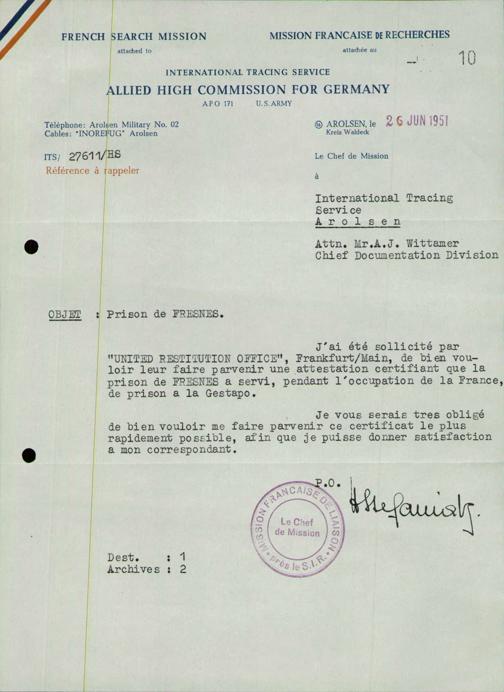 FRENCH SEARCH MISSION
attached to
MISSION FRANCAISE DE RECHERCHES
attachée au
10
INTERNATIONAL TRACING SERVICE
ALLIED HIGH COMMISSION FOR GERMANY
APO 171 U.S. ARMY
Téléphone: Arolsen Military No. 02
Cables: "INOREFUG" Arolsen
AROLSEN, le 26 JUN 1951
Kreis Waldeck
ITS/ 27611/HS
Référence à rappeler
Le Chef de Mission
à
International Tracing
Service
Arolsen
Attn. Mr.A.J. Wittamer
Chief Documentation Division
OBJET : Prison de FRESNES.
J'ai été sollicité par
"UNITED RESTITUTION OFFICE", Frankfurt/Main, de bien vou-
loir leur faire parvenir une attestation certifiant que la
prison de FRESNES a servi, pendant l'occupation de la France,
de prison a la Gestapo.
Je vous serais tres obligé
de bien vouloir me faire parvenir ce certificat le plus
rapidement possible, afin que je puisse donner satisfaction
a mon correspondant.
P.O.
MISSION FRANCAISE DE LIAISON
près le S.I.R.
Le Chef
de Mission
Dest. : 1
Archives : 2